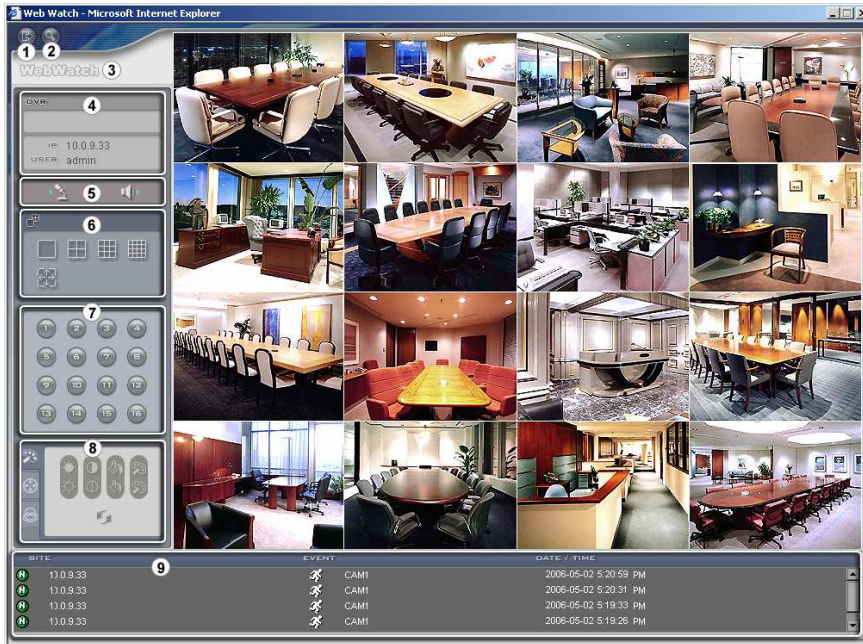 Web Watch - Microsoft Internet Explorer
1 2
WebWatch 3
4
DVR
IP: 10.0.9.33
USER: admin
5
6
7
1 2 3 4
5 6 7 8
9 10 11 12
13 14 15 16
8
9
SITE EVENT DATE / TIME
N 10.0.9.33 CAM1 2006-05-02 5:20:59 PM
N 10.0.9.33 CAM1 2006-05-02 5:20:31 PM
N 10.0.9.33 CAM1 2006-05-02 5:19:33 PM
N 10.0.9.33 CAM1 2006-05-02 5:19:26 PM